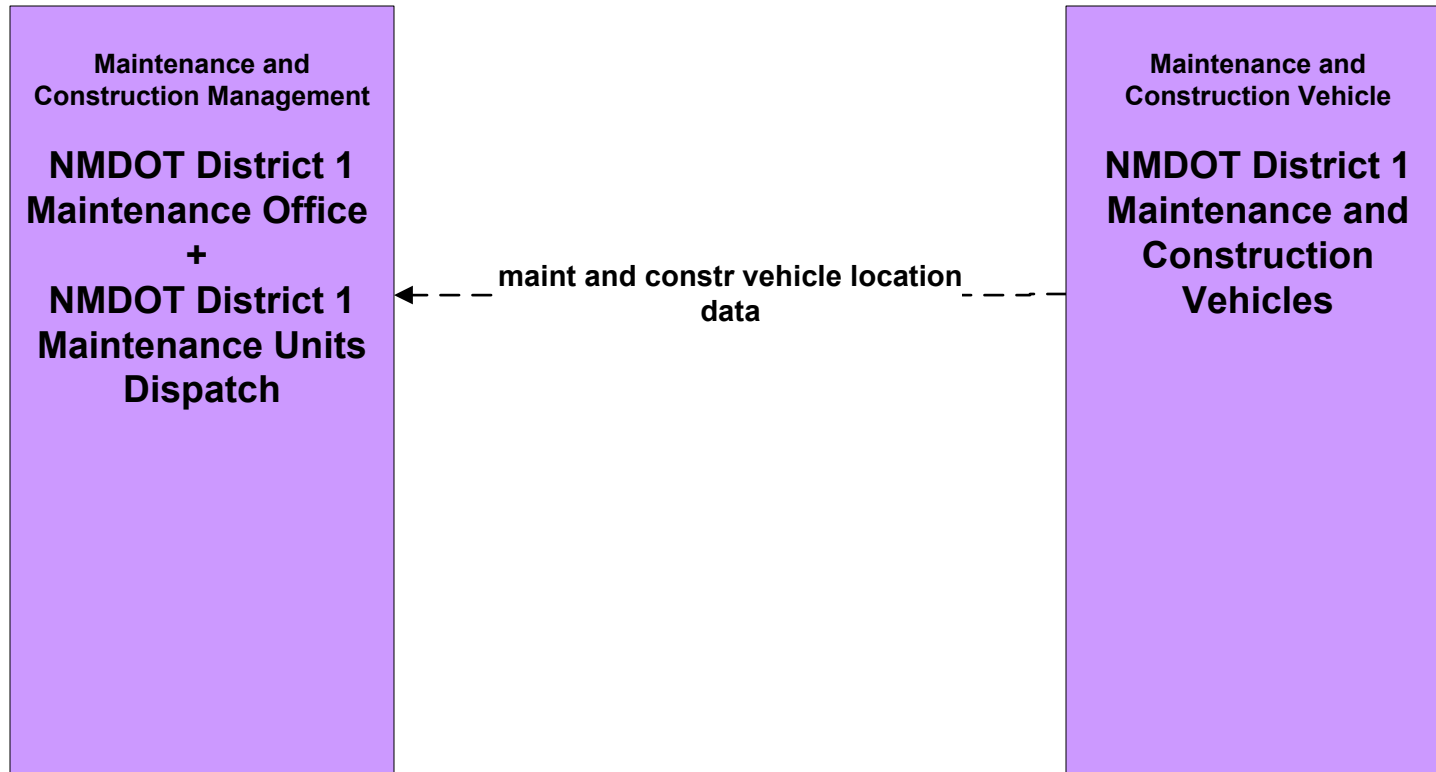 Maintenance and
Construction Management
NMDOT District 1
Maintenance Office
+
NMDOT District 1
Maintenance Units
Dispatch
maint and constr vehicle location
data
Maintenance and
Construction Vehicle
NMDOT District 1
Maintenance and
Construction
Vehicles